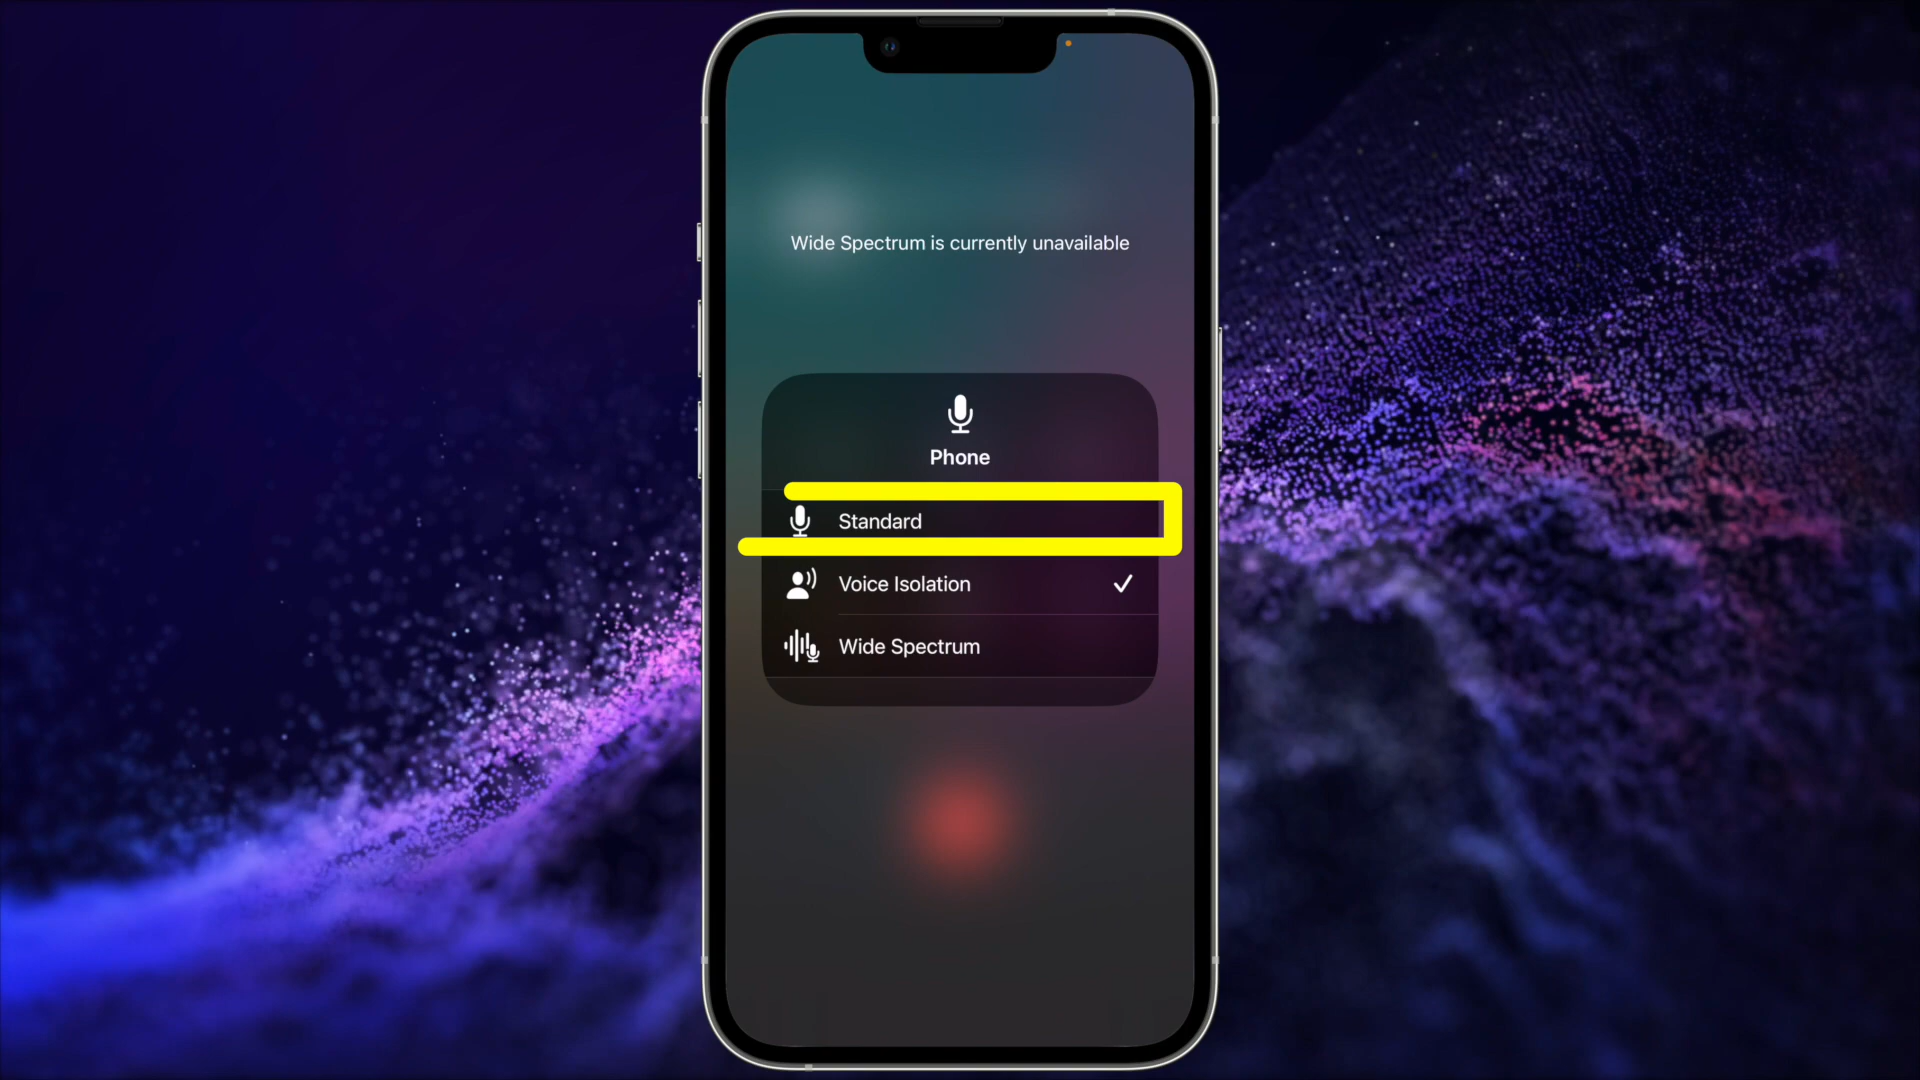 Wide Spectrum is currently unavailable
Phone
Standard
Voice Isolation
Wide Spectrum